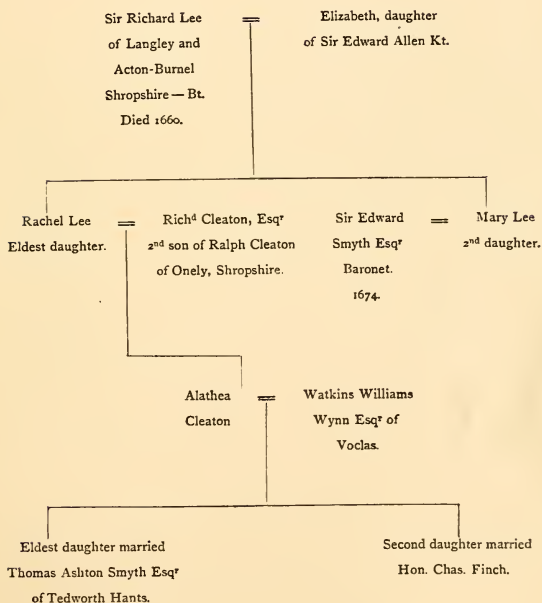 Sir Richard Lee
of Langley and
Acton-Burnel
Shropshire — Bt.
Died 1660.
Elizabeth, daughter
of Sir Edward Allen Kt.
Rachel Lee
Eldest daughter.
Richᵈ Cleaton, Esqʳ
2ⁿᵈ son of Ralph Cleaton
of Onely, Shropshire.
Sir Edward
Smyth Esqʳ
Baronet.
1674.
Mary Lee
2ⁿᵈ daughter.
Alathea
Cleaton
Watkins Williams
Wynn Esqʳ of
Voclas.
Eldest daughter married
Thomas Ashton Smyth Esqʳ
of Tedworth Hants.
Second daughter married
Hon. Chas. Finch.